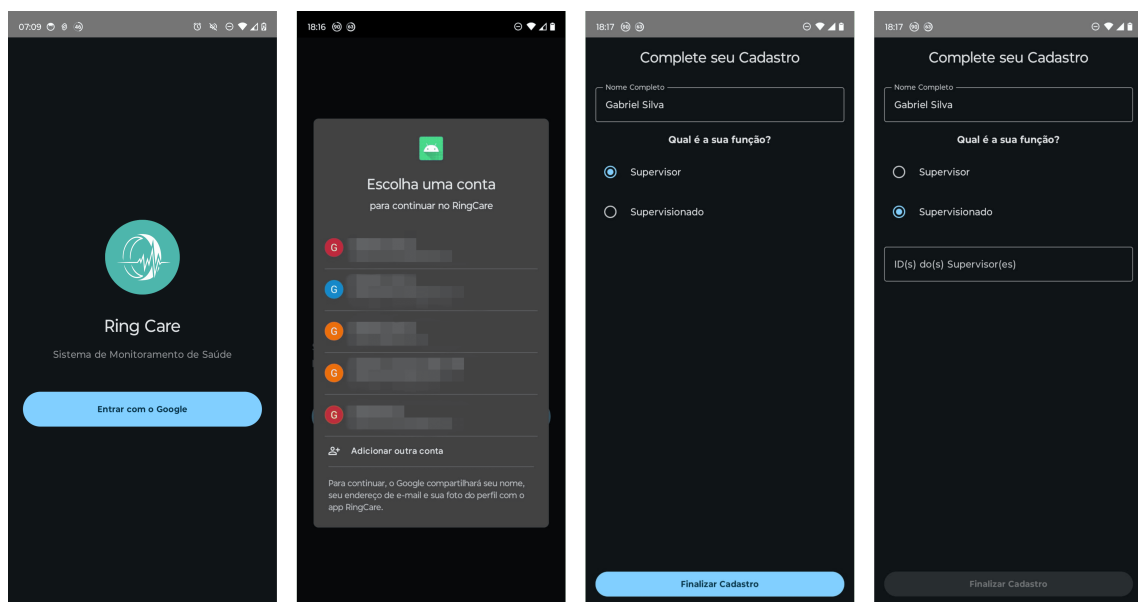 07:09
Ring Care
Sistema de Monitoramento de Saúde
Entrar com o Google
18:16
Escolha uma conta
para continuar no RingCare
G
G
G
G
G
Adicionar outra conta
Para continuar, o Google compartilhará seu nome,
seu endereço de e-mail e sua foto do perfil com o
app RingCare.
18:17
Complete seu Cadastro
Nome Completo
Gabriel Silva
Qual é a sua função?
Supervisor
Supervisionado
Finalizar Cadastro
18:17
Complete seu Cadastro
Nome Completo
Gabriel Silva
Qual é a sua função?
Supervisor
Supervisionado
ID(s) do(s) Supervisor(es)
Finalizar Cadastro